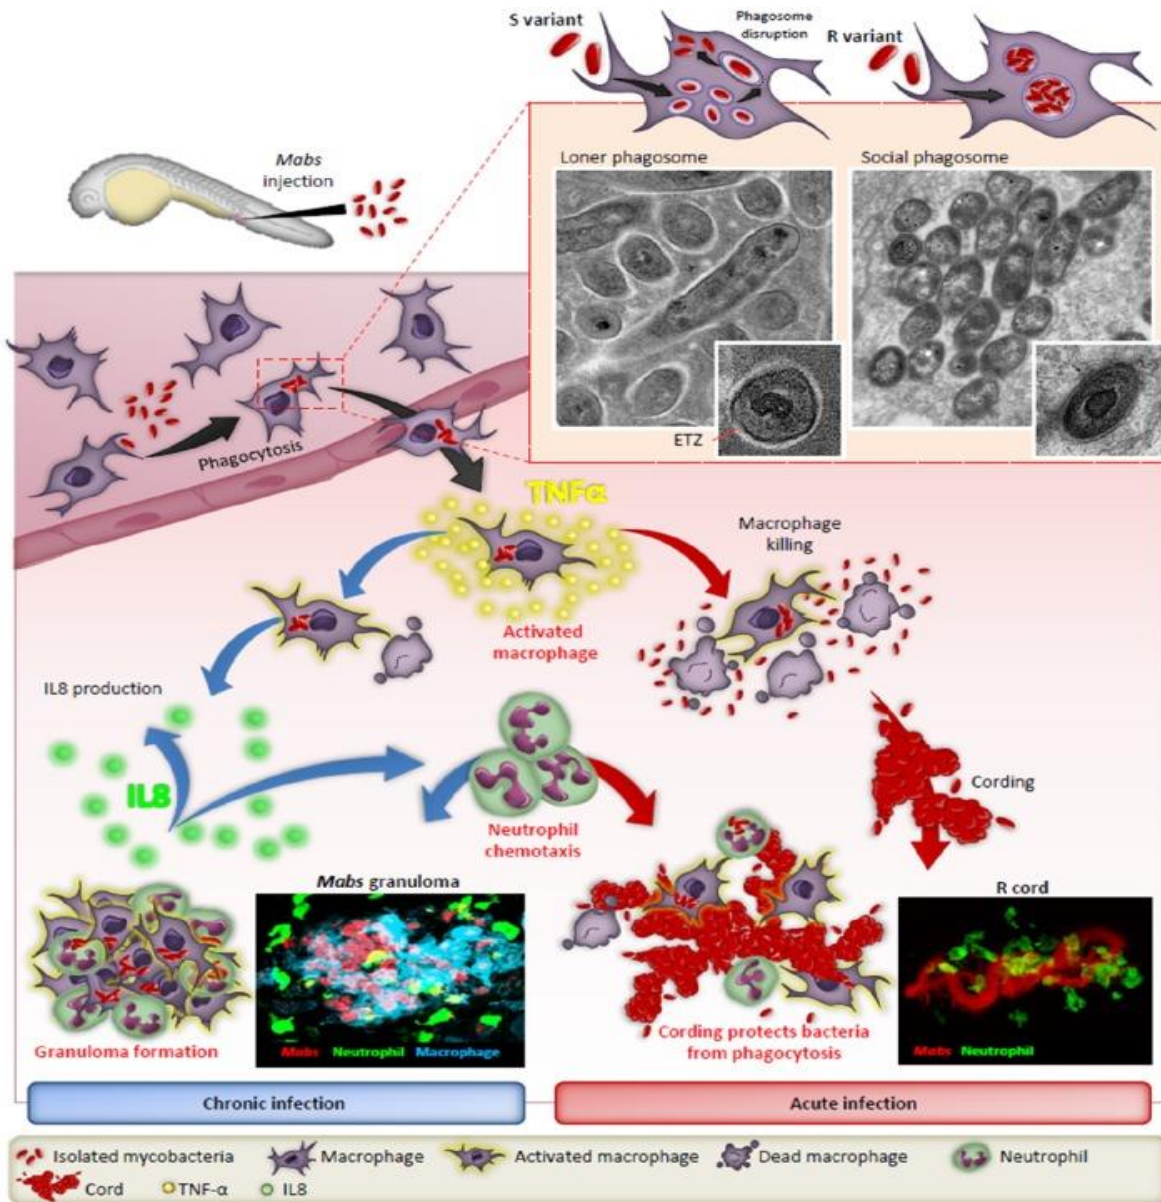 S variant
Phagosome
disruption
R variant
Mabs
injection
Loner phagosome
Social phagosome
ETZ
Phagocytosis
TNFα
Macrophage
killing
Activated
macrophage
IL8 production
IL8
Neutrophil
chemotaxis
Cording
Mabs granuloma
R cord
Mabs Neutrophil Macrophage
Mabs Neutrophil
Granuloma formation
Cording protects bacteria
from phagocytosis
Chronic infection
Acute infection
Isolated mycobacteria
Macrophage
Activated macrophage
Dead macrophage
Neutrophil
Cord
TNF-α
IL8